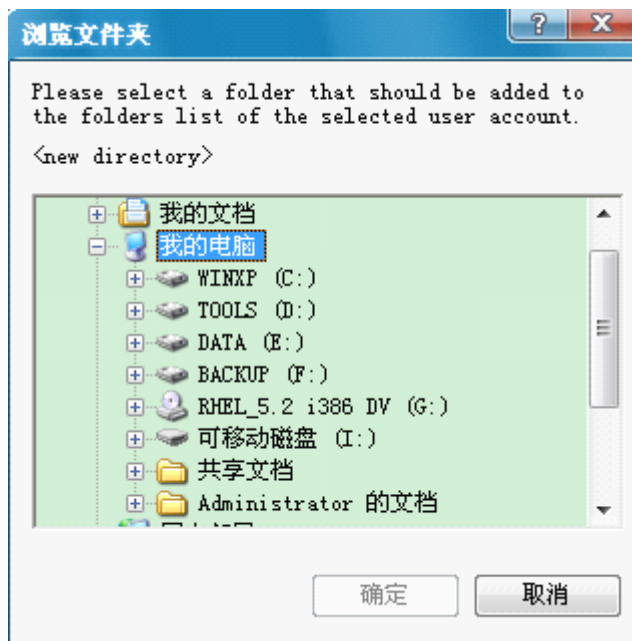 浏览文件夹
Please select a folder that should be added to
the folders list of the selected user account.
<new directory>
我的文档
我的电脑
WINXP (C:)
TOOLS (D:)
DATA (E:)
BACKUP (F:)
RHEL_5.2 i386 DV (G:)
可移动磁盘 (I:)
共享文档
Administrator 的文档
确定
取消